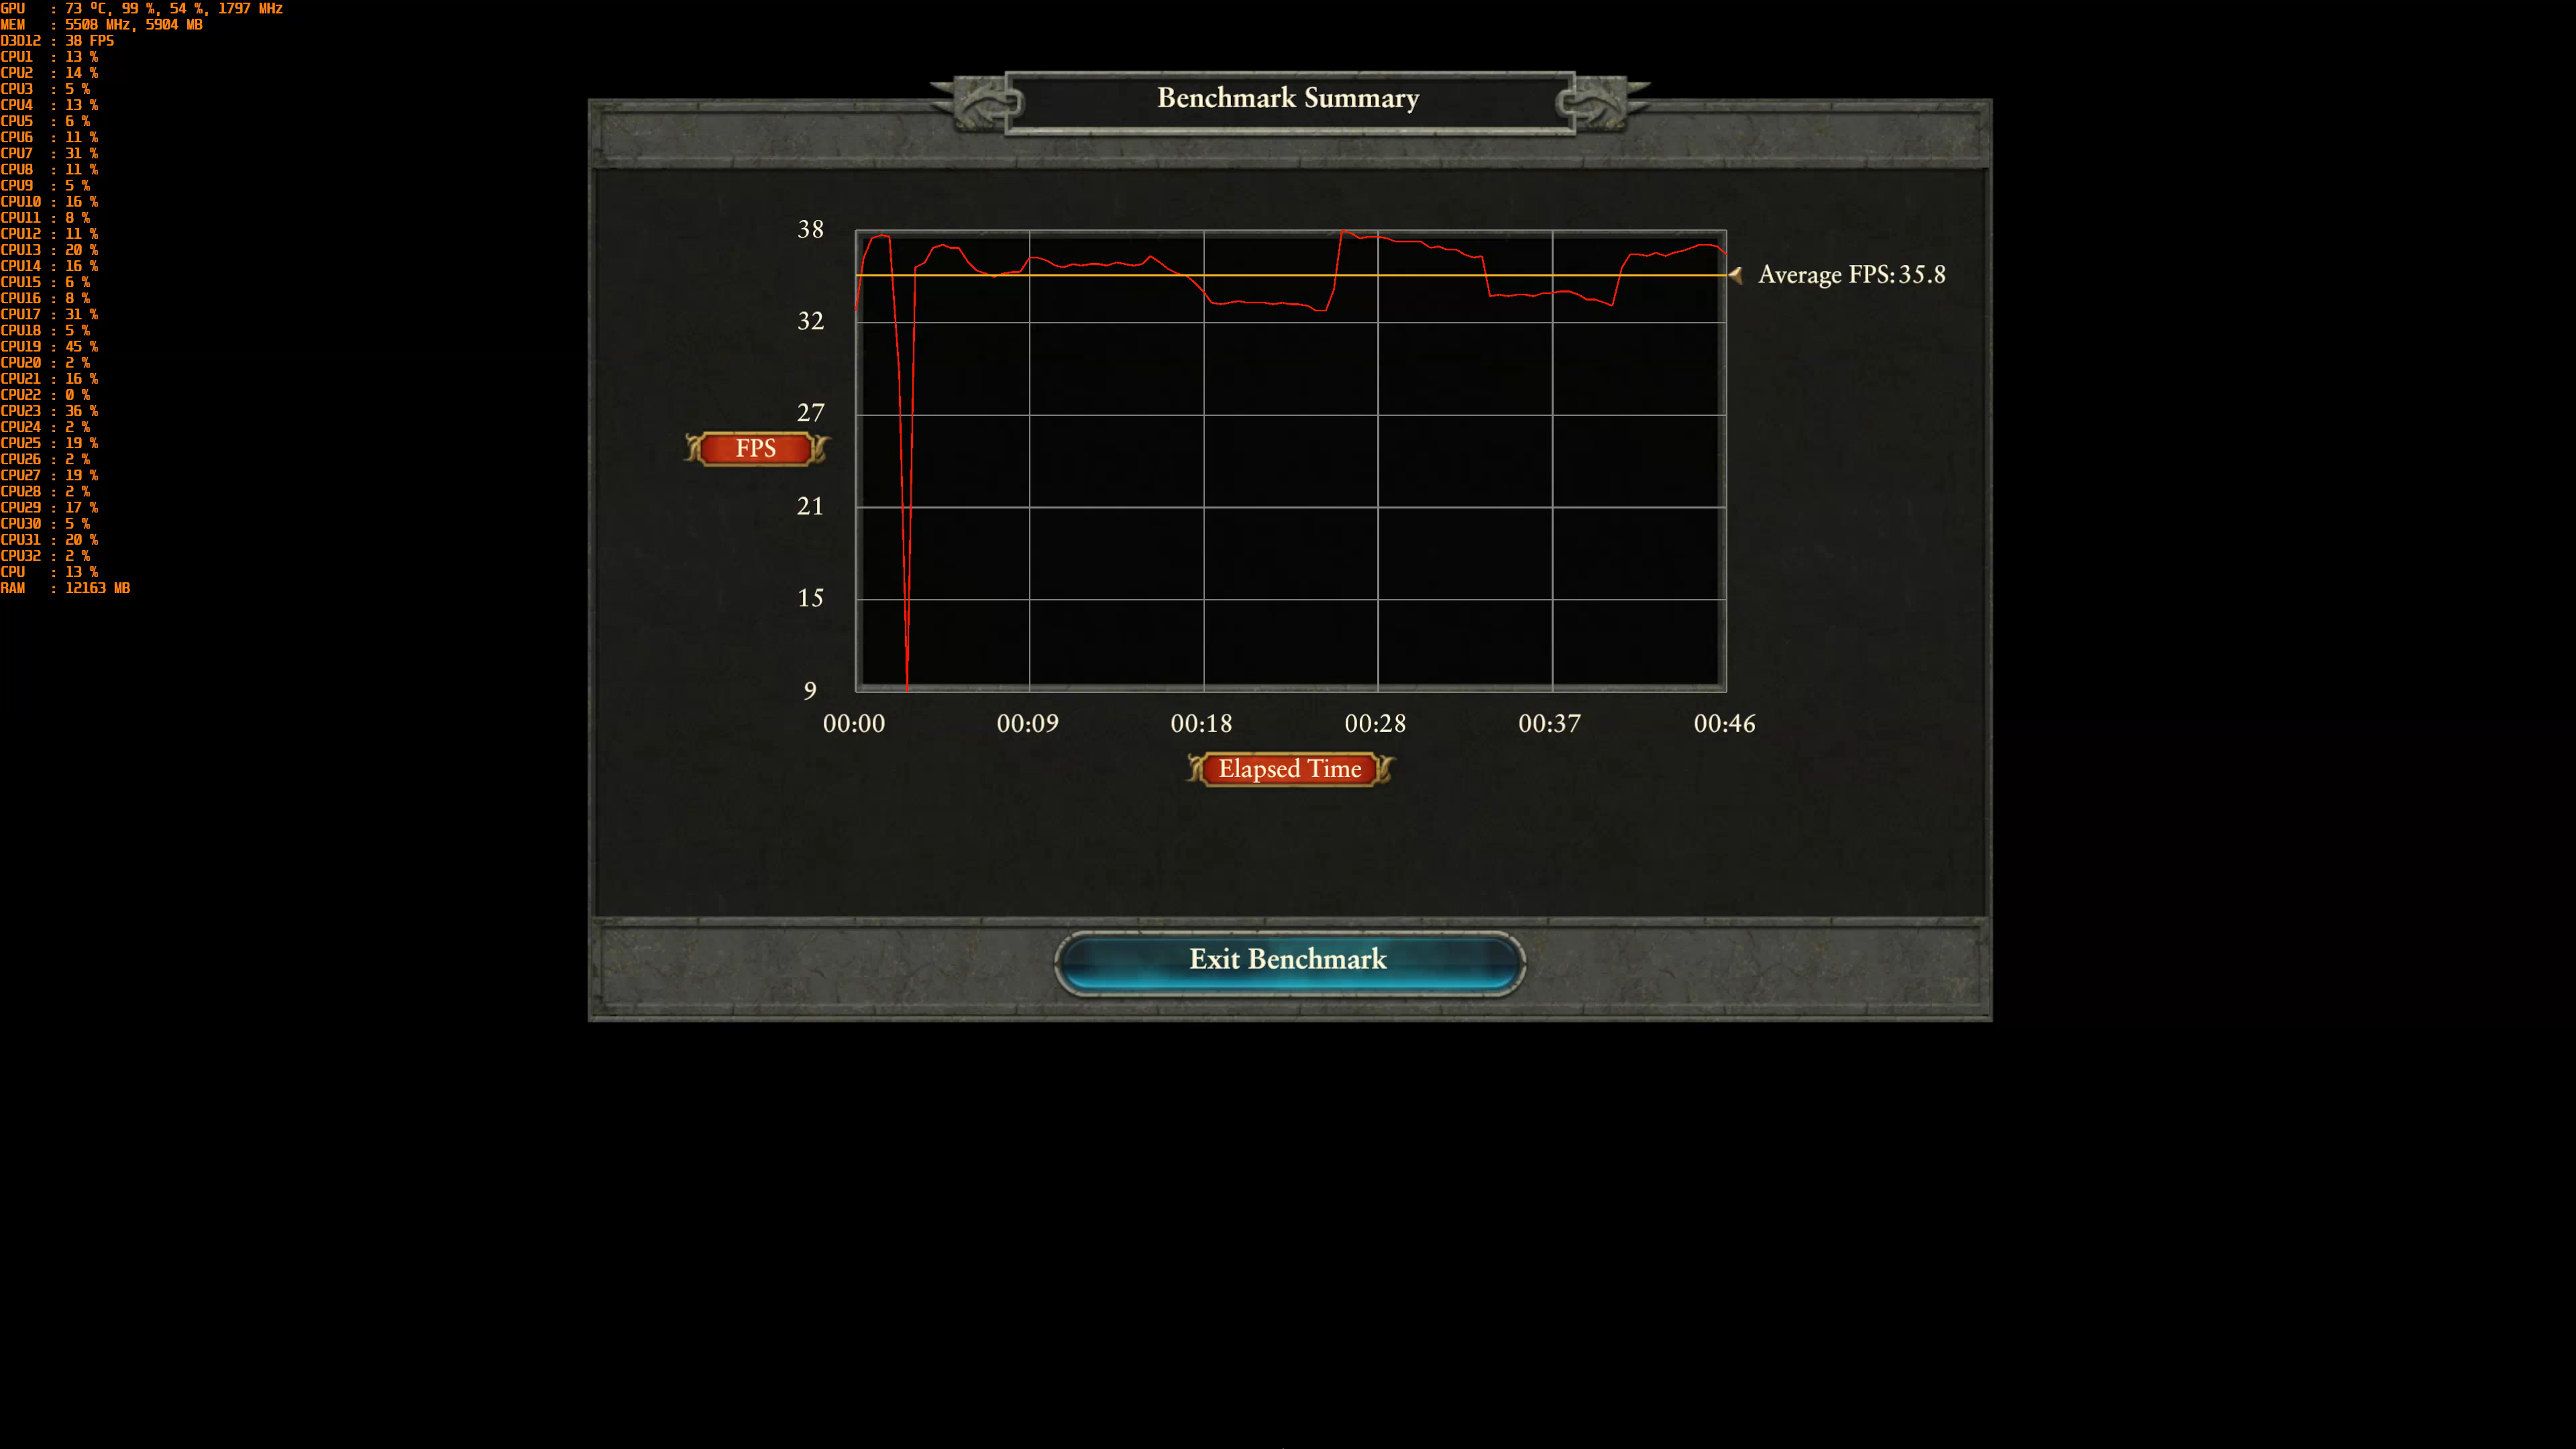 GPU : 73 ºC, 99 %, 54 %, 1797 MHz
MEM : 5508 MHz, 5904 MB
D3D12 : 38 FPS
CPU1 : 13 %
CPU2 : 14 %
CPU3 : 5 %
CPU4 : 13 %
CPU5 : 6 %
CPU6 : 11 %
CPU7 : 31 %
CPU8 : 11 %
CPU9 : 5 %
CPU10 : 16 %
CPU11 : 8 %
CPU12 : 11 %
CPU13 : 20 %
CPU14 : 16 %
CPU15 : 6 %
CPU16 : 8 %
CPU17 : 31 %
CPU18 : 5 %
CPU19 : 45 %
CPU20 : 2 %
CPU21 : 16 %
CPU22 : 0 %
CPU23 : 36 %
CPU24 : 2 %
CPU25 : 19 %
CPU26 : 2 %
CPU27 : 19 %
CPU28 : 2 %
CPU29 : 17 %
CPU30 : 5 %
CPU31 : 20 %
CPU32 : 2 %
CPU : 13 %
RAM : 12163 MB
Benchmark Summary
38
Average FPS: 35.8
32
27
FPS
21
15
9
00:00 00:09 00:18 00:28 00:37 00:46
Elapsed Time
Exit Benchmark